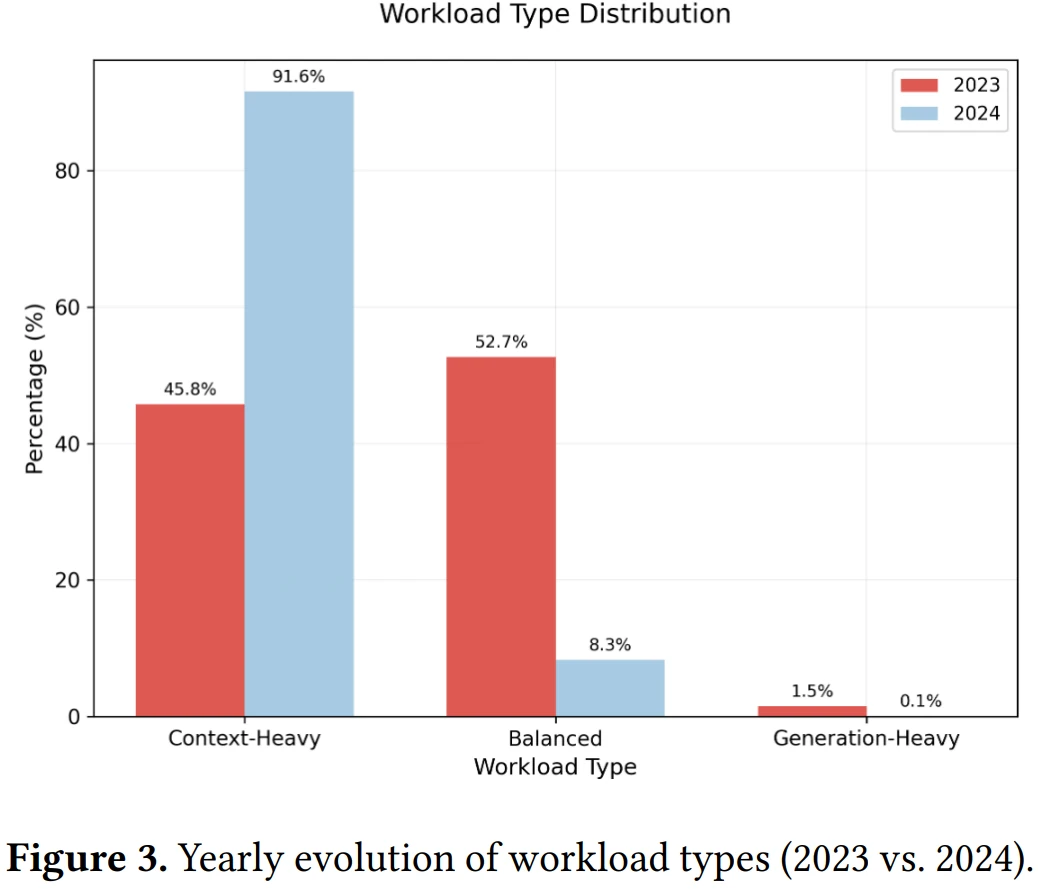 Workload Type Distribution
91.6%
2023
2024
80
60
52.7%
45.8%
40
20
8.3%
1.5%
0.1%
0
Percentage (%)
Context-Heavy
Balanced
Generation-Heavy
Workload Type
Figure 3. Yearly evolution of workload types (2023 vs. 2024).